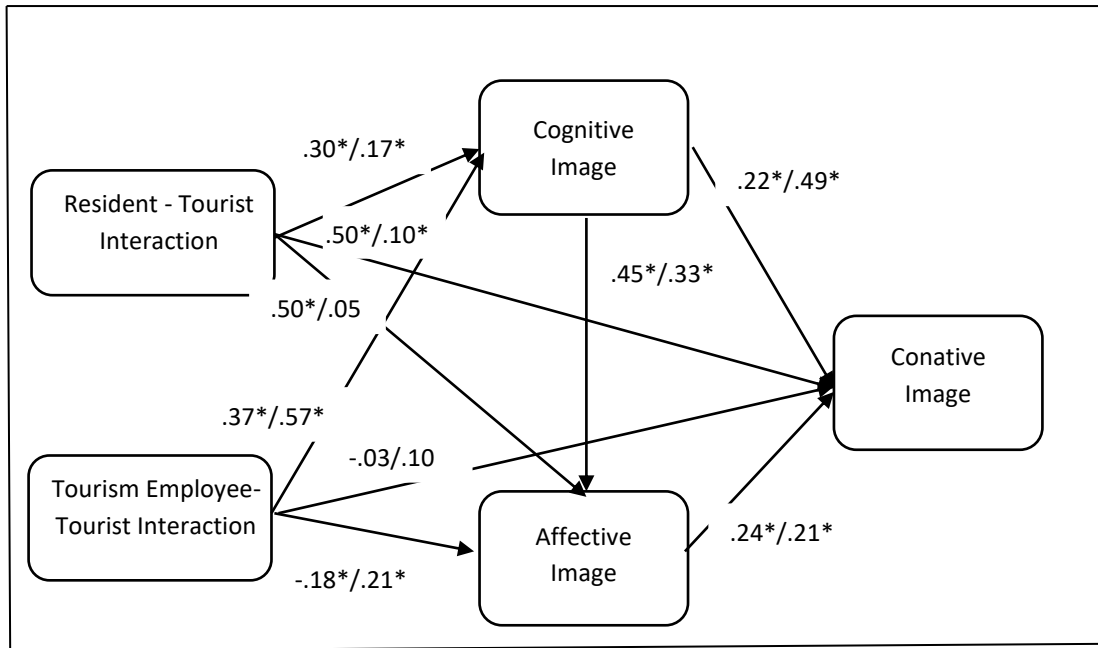 Cognitive
Image
.30*/.17*
.22*/.49*
Resident - Tourist
Interaction
.50*/.10*
.45*/.33*
.50*/.05
Conative
Image
.37*/.57*
-.03/.10
Tourism Employee-
Tourist Interaction
Affective
Image
.24*/.21*
-.18*/.21*